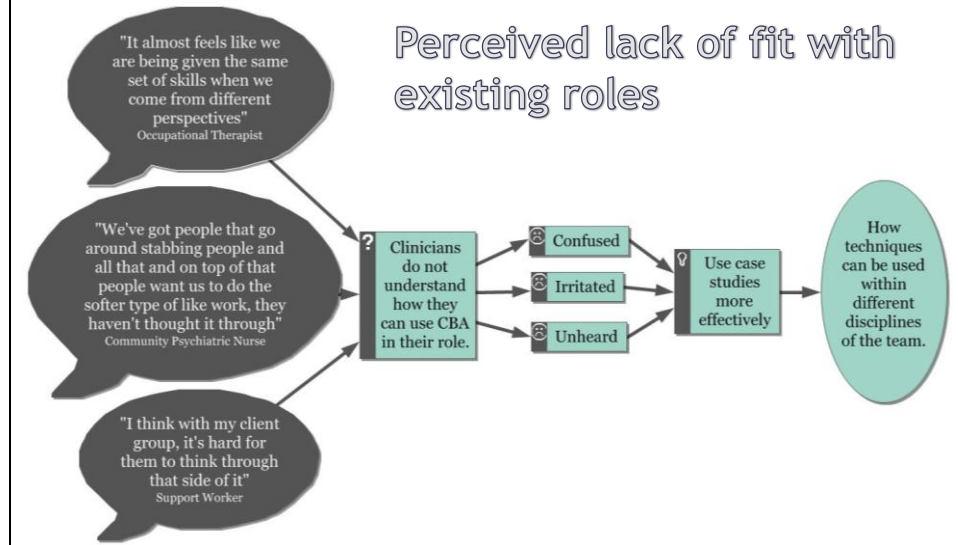 Perceived lack of fit with
existing roles
"It almost feels like we
are being given the same
set of skills when we
come from different
perspectives"
Occupational Therapist
"We've got people that go
around stabbing people and
all that and on top of that
people want us to do the
softer type of like work, they
haven't thought it through"
Community Psychiatric Nurse
"I think with my client
group, it's hard for
them to think through
that side of it"
Support Worker
?
Clinicians
do not
understand
how they
can use CBA
in their role.
Confused
Irritated
Unheard
Use case
studies
more
effectively
How
techniques
can be used
within
different
disciplines
of the team.